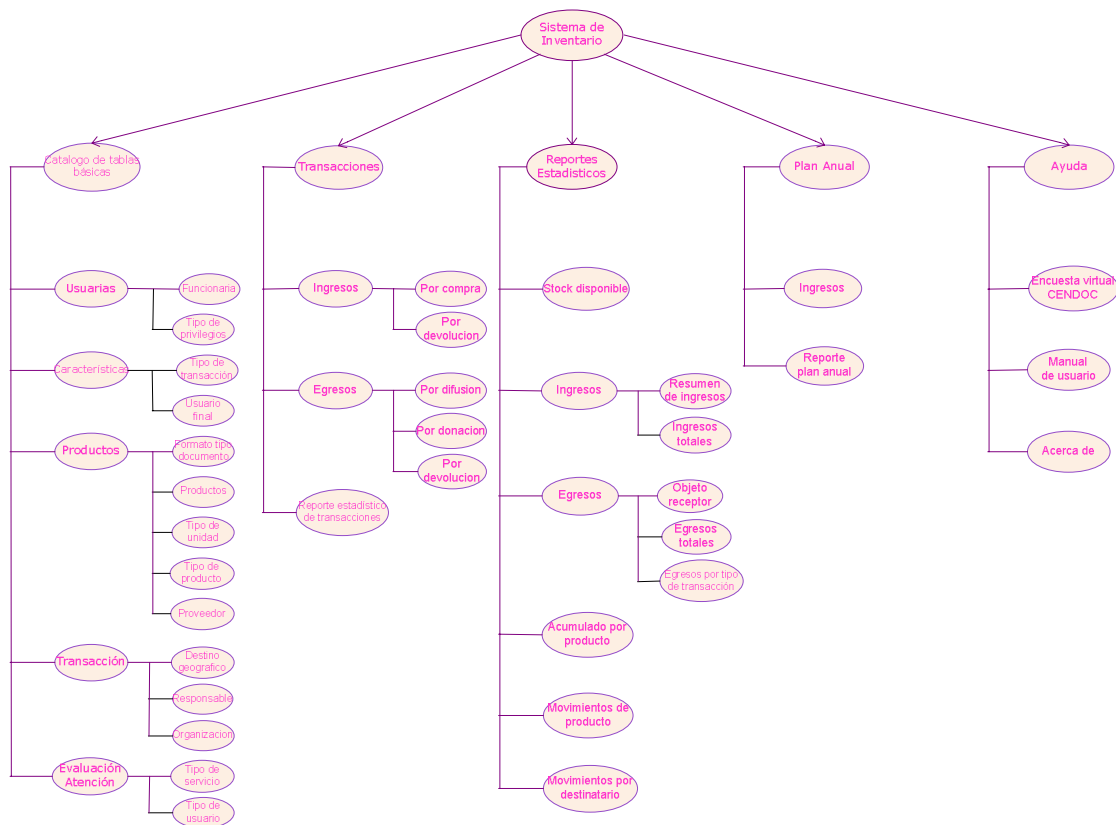 Sistema de
Inventario
Catalogo de tablas
básicas
Transacciones
Reportes
Estadisticos
Plan Anual
Ayuda
Usuarias
Funcionaria
Tipo de
privilegios
Características
Tipo de
transacción
Usuario
final
Productos
Formato tipo
documento
Productos
Tipo de
unidad
Tipo de
producto
Proveedor
Transacción
Destino
geografico
Responsable
Organizacion
Evaluación
Atención
Tipo de
servicio
Tipo de
usuario
Ingresos
Por compra
Por
devolucion
Egresos
Por difusion
Por donacion
Por
devolucion
Reporte estadístico
de transacciones
Stock disponible
Ingresos
Resumen
de ingresos
Ingresos
totales
Egresos
Objeto
receptor
Egresos
totales
Egresos por tipo
de transacción
Acumulado por
producto
Movimientos de
producto
Movimientos por
destinatario
Ingresos
Reporte
plan anual
Encuesta virtual
CENDOC
Manual
de usuario
Acerca de